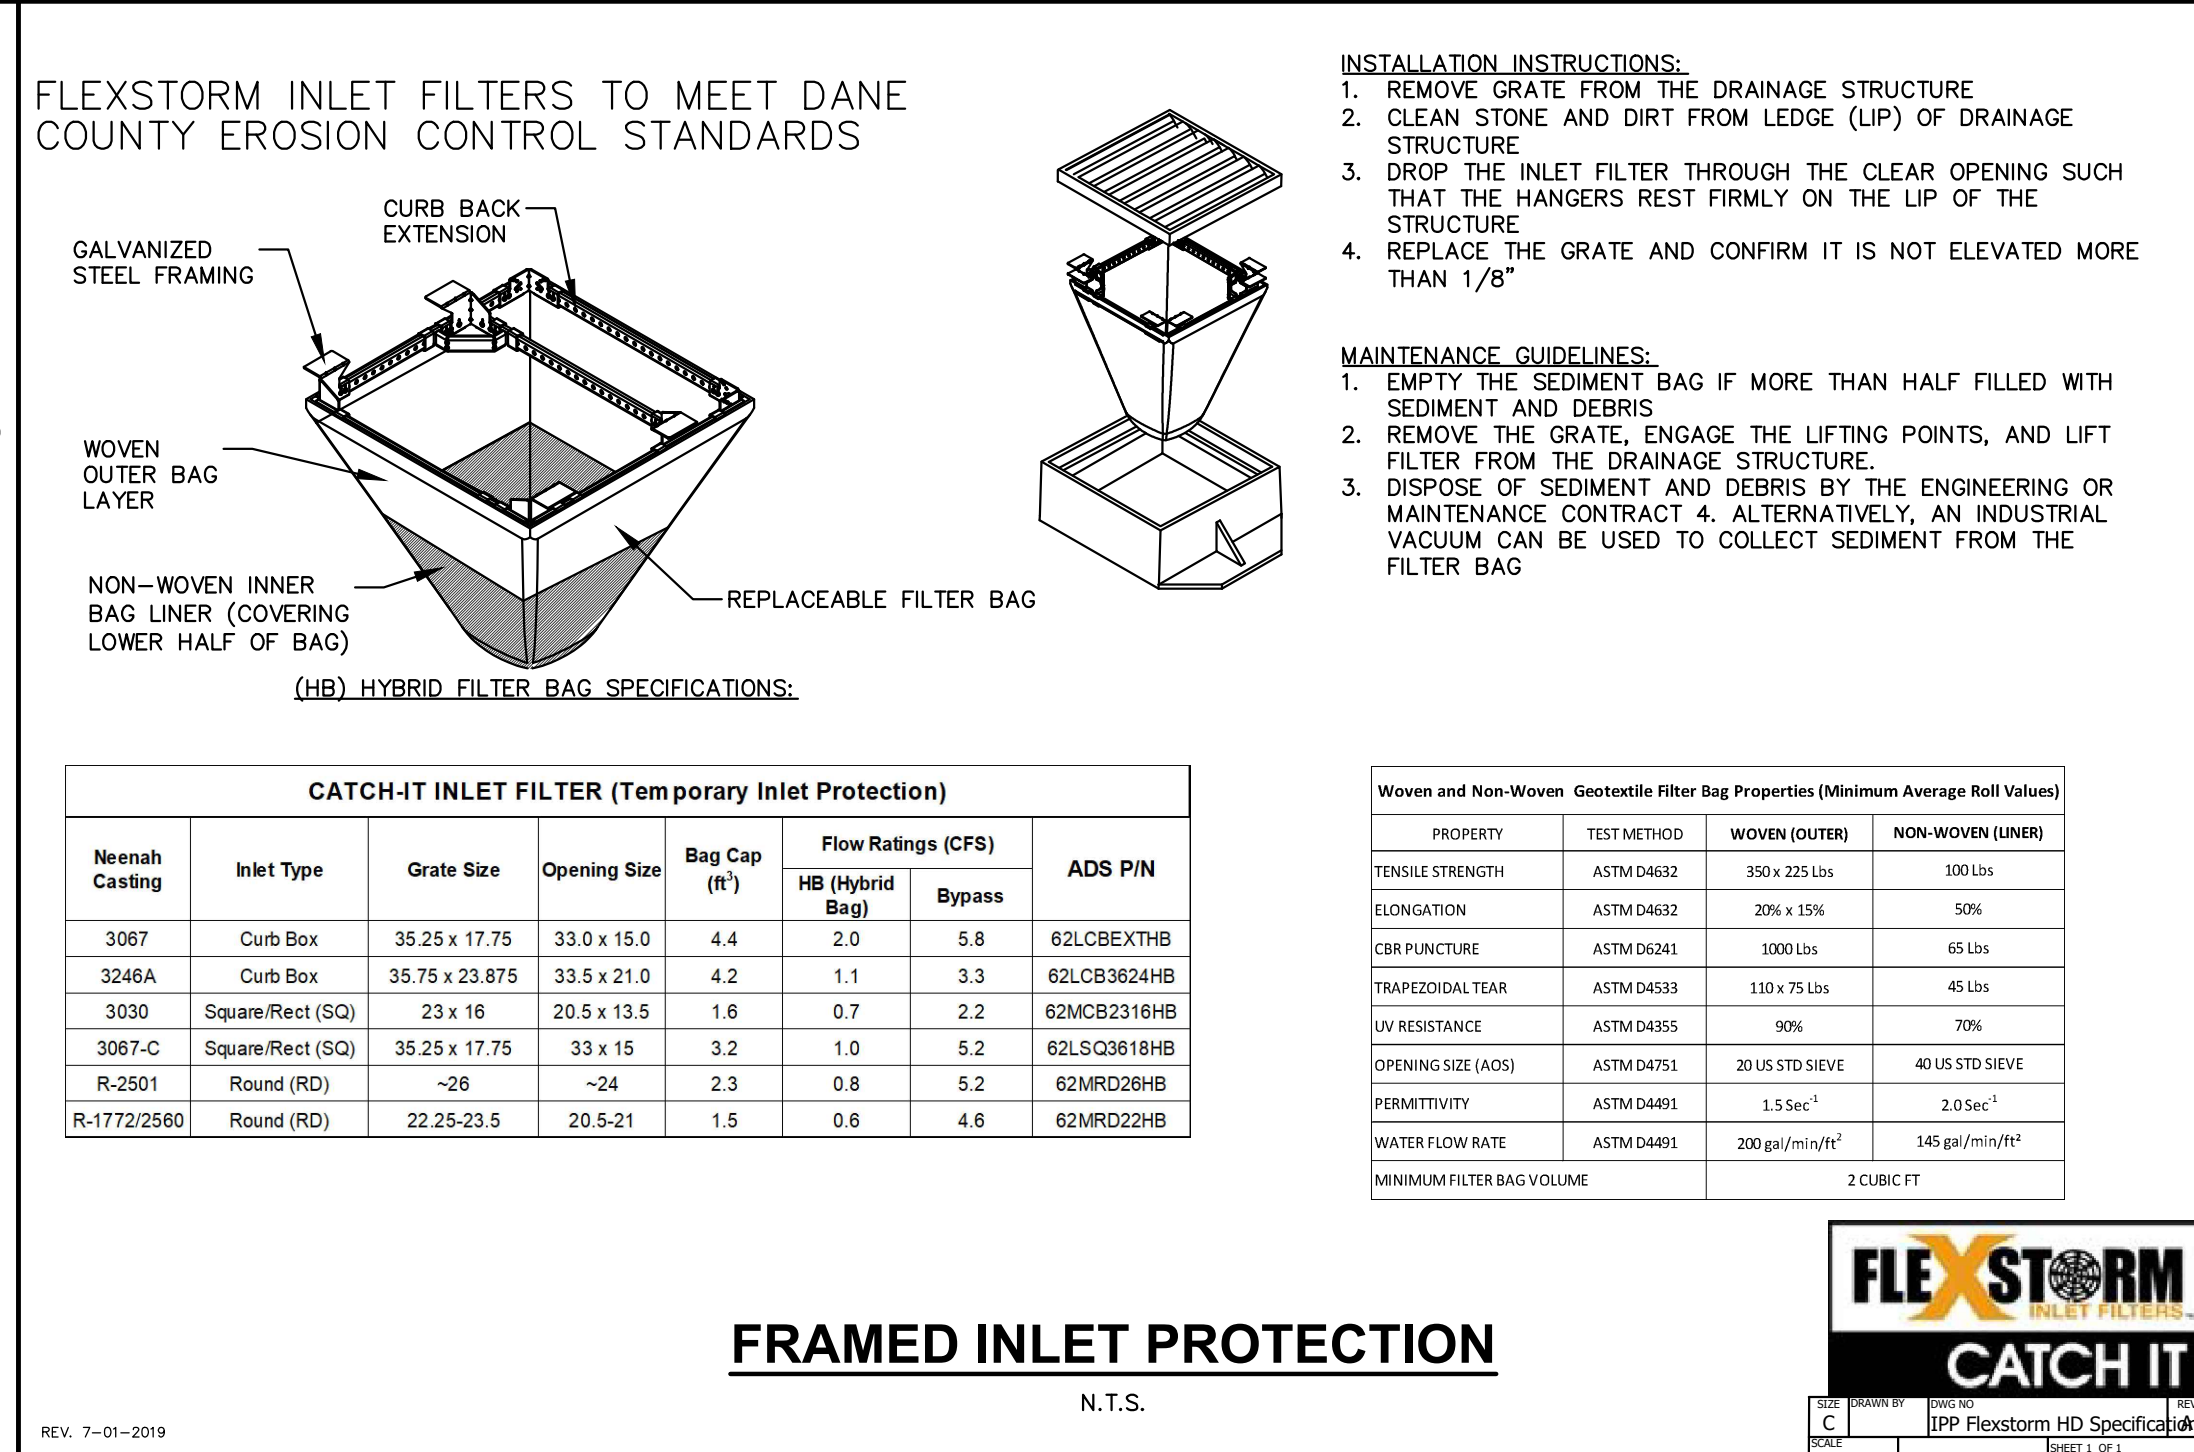 FLEXSTORM INLET FILTERS TO MEET DANE
COUNTY EROSION CONTROL STANDARDS
CURB BACK
EXTENSION
GALVANIZED
STEEL FRAMING
WOVEN
OUTER BAG
LAYER
NON-WOVEN INNER
BAG LINER (COVERING
LOWER HALF OF BAG)
REPLACEABLE FILTER BAG
(HB) HYBRID FILTER BAG SPECIFICATIONS:
INSTALLATION INSTRUCTIONS:
1. REMOVE GRATE FROM THE DRAINAGE STRUCTURE
2. CLEAN STONE AND DIRT FROM LEDGE (LIP) OF DRAINAGE
STRUCTURE
3. DROP THE INLET FILTER THROUGH THE CLEAR OPENING SUCH
THAT THE HANGERS REST FIRMLY ON THE LIP OF THE
STRUCTURE
4. REPLACE THE GRATE AND CONFIRM IT IS NOT ELEVATED MORE
THAN 1/8”
MAINTENANCE GUIDELINES:
1. EMPTY THE SEDIMENT BAG IF MORE THAN HALF FILLED WITH
SEDIMENT AND DEBRIS
2. REMOVE THE GRATE, ENGAGE THE LIFTING POINTS, AND LIFT
FILTER FROM THE DRAINAGE STRUCTURE.
3. DISPOSE OF SEDIMENT AND DEBRIS BY THE ENGINEERING OR
MAINTENANCE CONTRACT 4. ALTERNATIVELY, AN INDUSTRIAL
VACUUM CAN BE USED TO COLLECT SEDIMENT FROM THE
FILTER BAG
CATCH-IT INLET FILTER (Temporary Inlet Protection)
Neenah Casting Inlet Type Grate Size Opening Size Bag Cap (ft³) Flow Ratings (CFS) ADS P/N
HB (Hybrid Bag) Bypass
3067 Curb Box 35.25 x 17.75 33.0 x 15.0 4.4 2.0 5.8 62LCBEXTHB
3246A Curb Box 35.75 x 23.875 33.5 x 21.0 4.2 1.1 3.3 62LCB3624HB
3030 Square/Rect (SQ) 23 x 16 20.5 x 13.5 1.6 0.7 2.2 62MCB2316HB
3067-C Square/Rect (SQ) 35.25 x 17.75 33 x 15 3.2 1.0 5.2 62LSQ3618HB
R-2501 Round (RD) ~26 ~24 2.3 0.8 5.2 62MRD26HB
R-1772/2560 Round (RD) 22.25-23.5 20.5-21 1.5 0.6 4.6 62MRD22HB
Woven and Non-Woven Geotextile Filter Bag Properties (Minimum Average Roll Values)
PROPERTY TEST METHOD WOVEN (OUTER) NON-WOVEN (LINER)
TENSILE STRENGTH ASTM D4632 350 x 225 Lbs 100 Lbs
ELONGATION ASTM D4632 20% x 15% 50%
CBR PUNCTURE ASTM D6241 1000 Lbs 65 Lbs
TRAPEZOIDAL TEAR ASTM D4533 110 x 75 Lbs 45 Lbs
UV RESISTANCE ASTM D4355 90% 70%
OPENING SIZE (AOS) ASTM D4751 20 US STD SIEVE 40 US STD SIEVE
PERMITTIVITY ASTM D4491 1.5 Sec⁻¹ 2.0 Sec⁻¹
WATER FLOW RATE ASTM D4491 200 gal/min/ft² 145 gal/min/ft²
MINIMUM FILTER BAG VOLUME 2 CUBIC FT
FLEXSTORM
INLET FILTERS
CATCH IT
FRAMED INLET PROTECTION
N.T.S.
REV. 7-01-2019
SIZE DRAWN BY DWG NO REV
C IPP Flexstorm HD Specification A
SCALE SHEET 1 OF 1